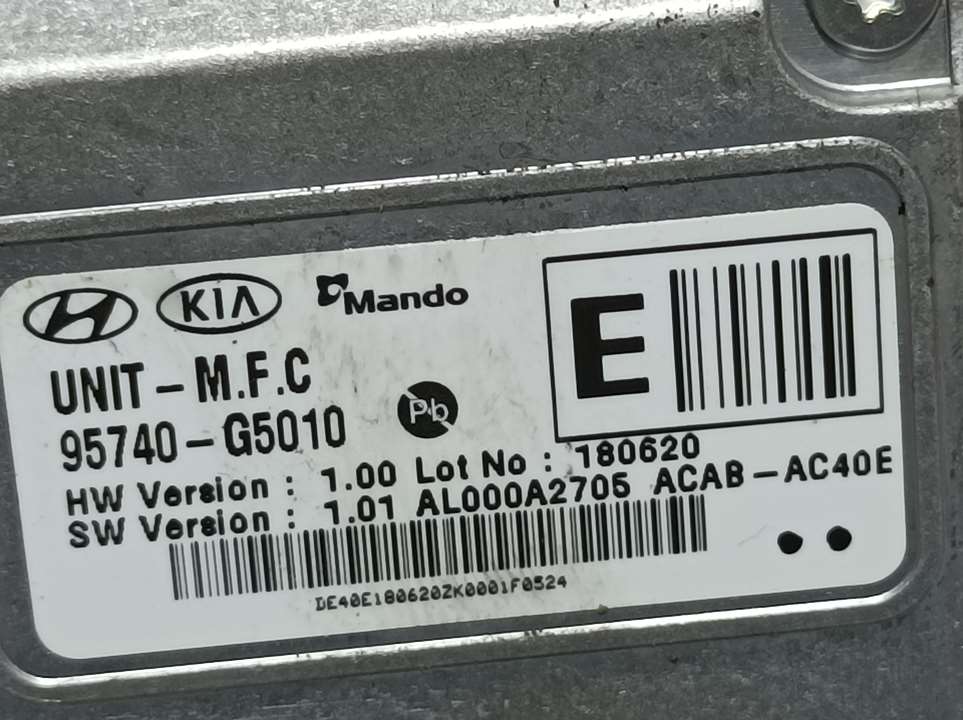 KIA Mando
E
UNIT - M.F.C
95740 - G5010
Pb
HW Version : 1.00 Lot No : 180620
SW Version : 1.01 AL000A2705 ACAB - AC40E
DE40E180620ZK0001F0524